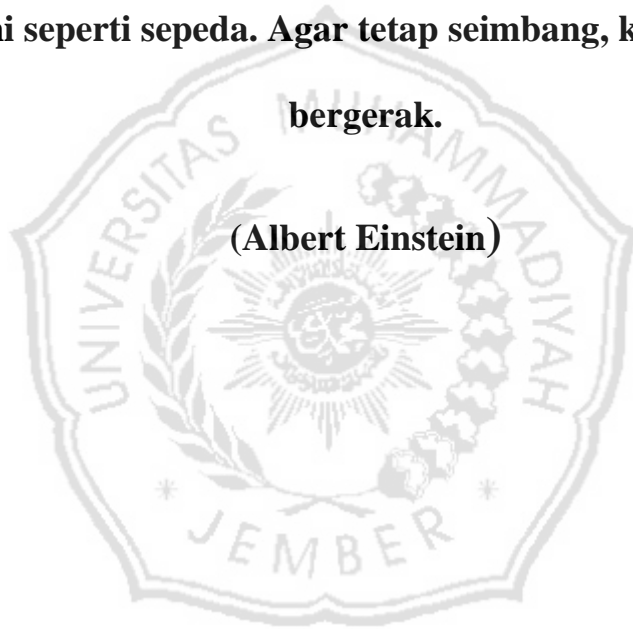 i seperti sepeda. Agar tetap seimbang, k
bergerak.
(Albert Einstein)
UNIVERSITAS MUHAMMADIYAH
JEMBER